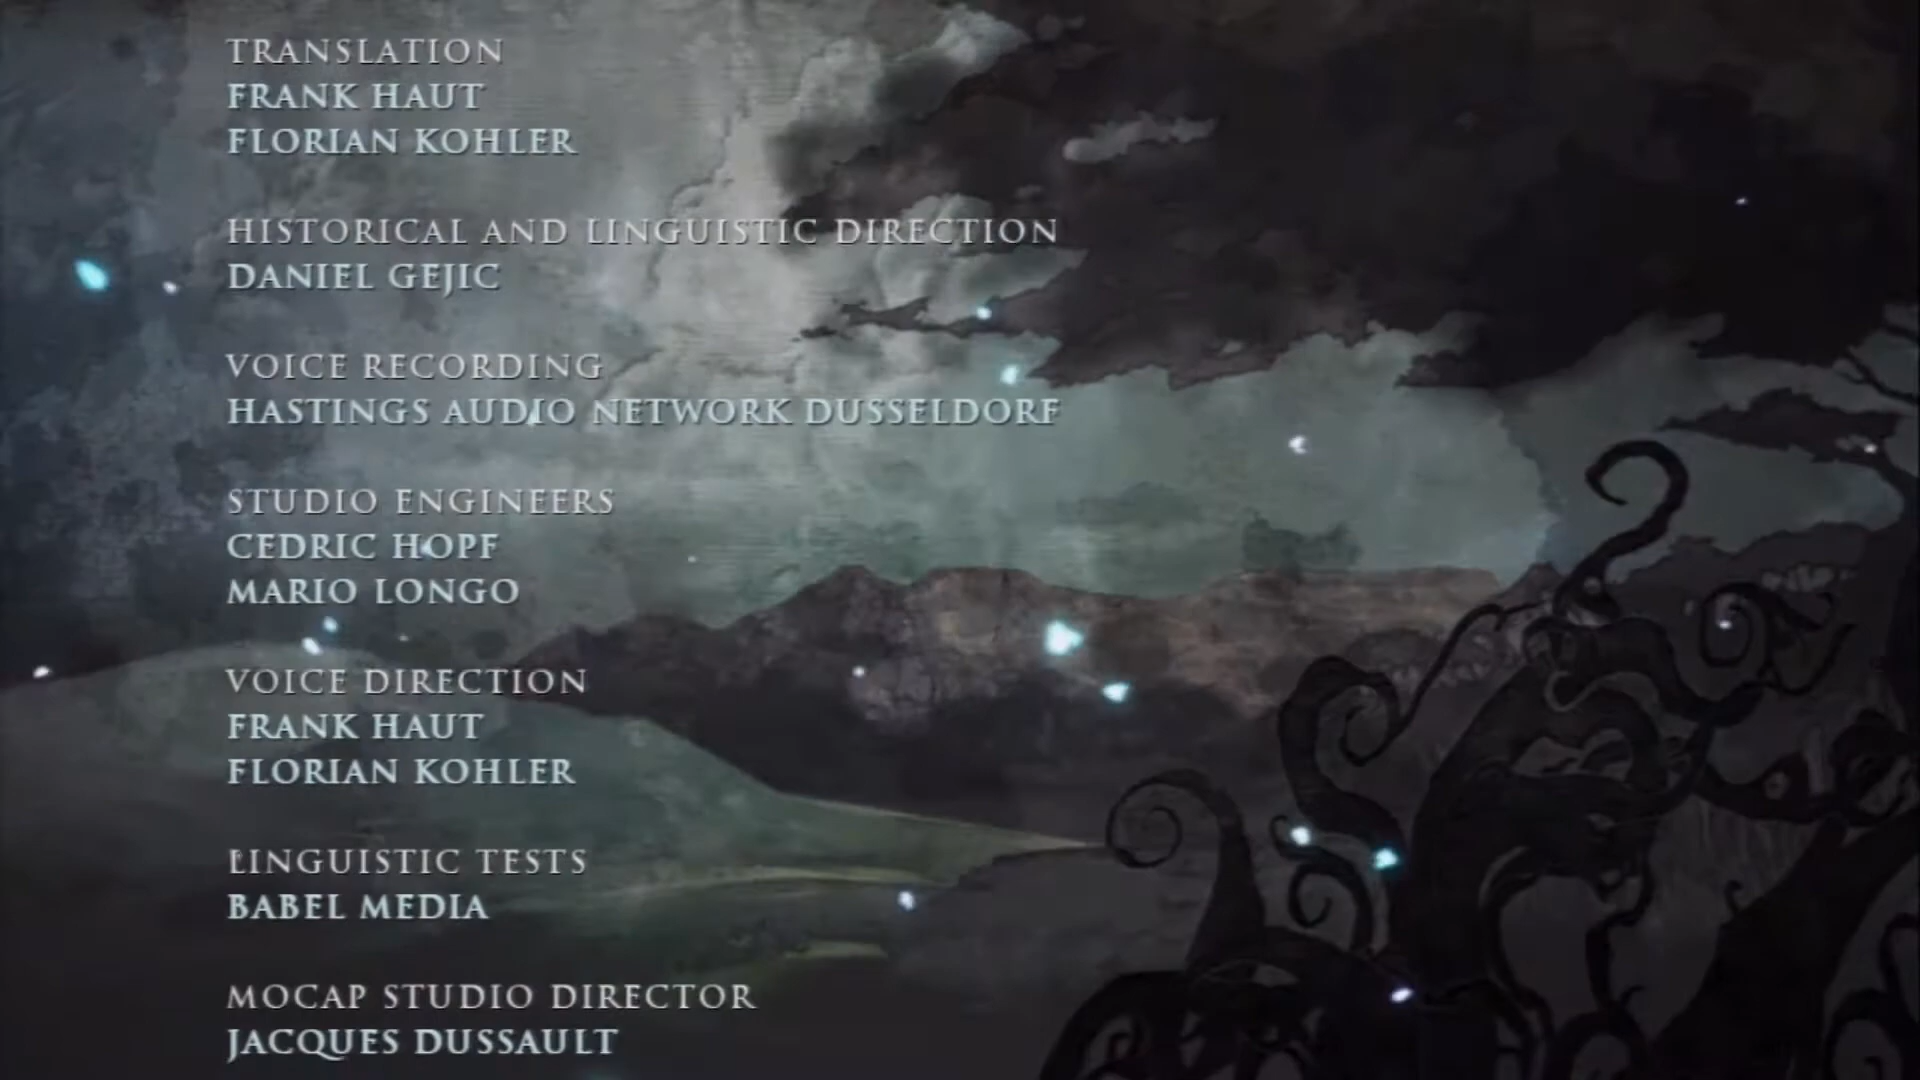 TRANSLATION
FRANK HAUT
FLORIAN KOHLER
HISTORICAL AND LINGUISTIC DIRECTION
DANIEL GEJIC
VOICE RECORDING
HASTINGS AUDIO NETWORK DUSSELDORF
STUDIO ENGINEERS
CEDRIC HOPF
MARIO LONGO
VOICE DIRECTION
FRANK HAUT
FLORIAN KOHLER
LINGUISTIC TESTS
BABEL MEDIA
MOCAP STUDIO DIRECTOR
JACQUES DUSSAULT